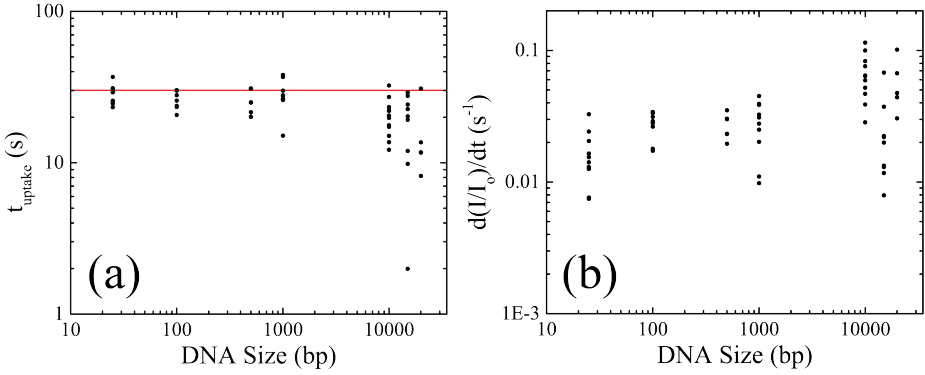 100
10
1
t_uptake (s)
10 100 1000 10000
DNA Size (bp)
(a)
0.1
0.01
1E-3
d(I/I_o)/dt (s^-1)
10 100 1000 10000
DNA Size (bp)
(b)